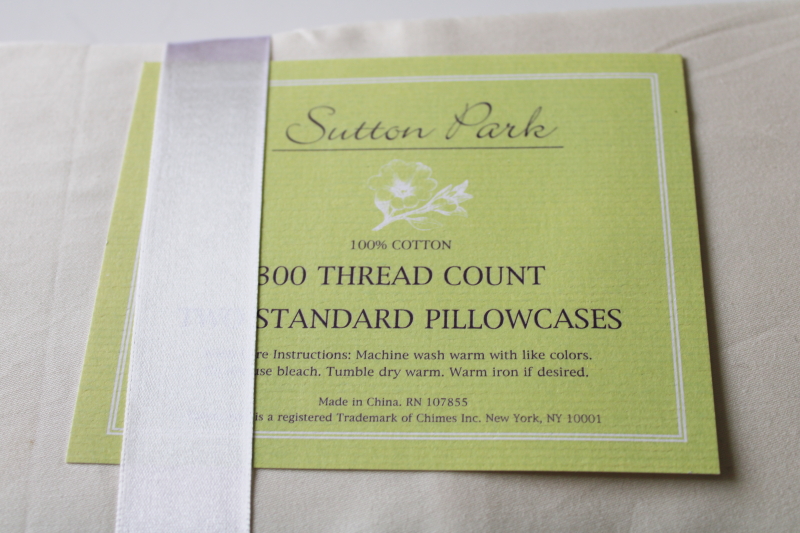 Sutton Park
100% COTTON
300 THREAD COUNT
STANDARD PILLOWCASES
re Instructions: Machine wash warm with like colors.
se bleach. Tumble dry warm. Warm iron if desired.
Made in China. RN 107855
is a registered Trademark of Chimes Inc. New York, NY 10001